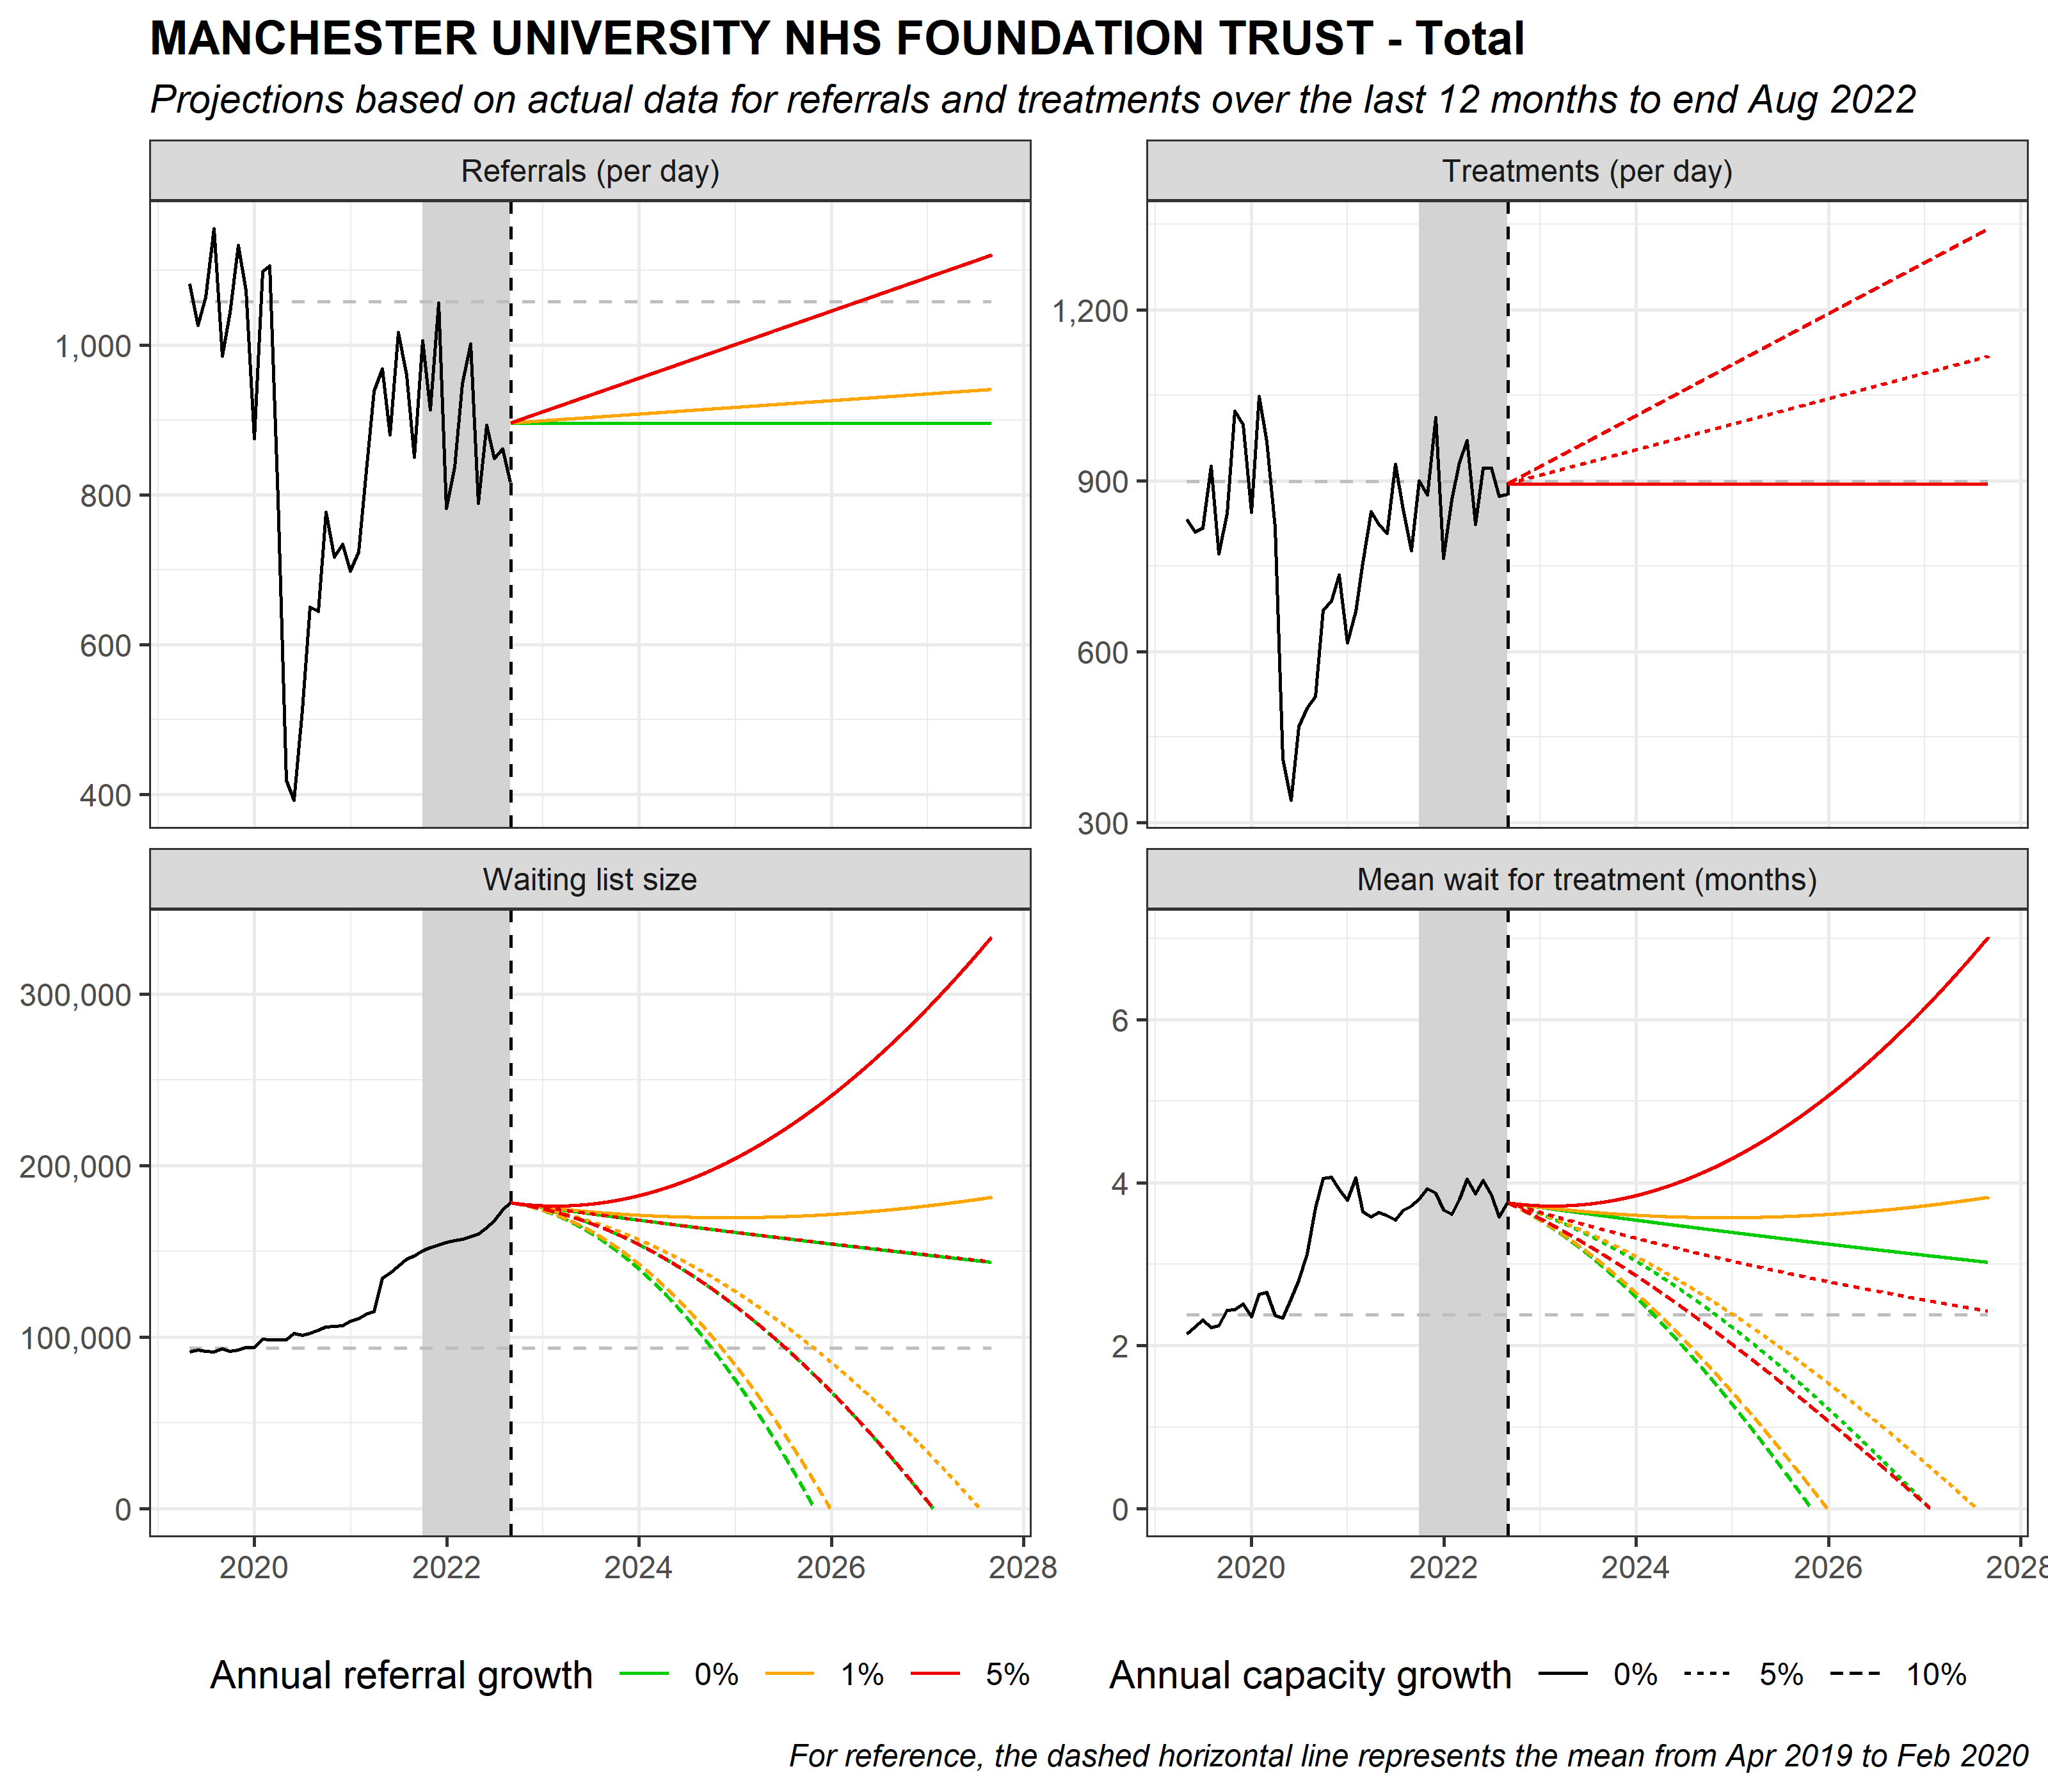 MANCHESTER UNIVERSITY NHS FOUNDATION TRUST - Total
Projections based on actual data for referrals and treatments over the last 12 months to end Aug 2022
Referrals (per day)
1,000
800
600
400
Treatments (per day)
1,200
900
600
300
Waiting list size
300,000
200,000
100,000
0
2020 2022 2024 2026 2028
Mean wait for treatment (months)
6
4
2
0
2020 2022 2024 2026 2028
Annual referral growth 0% 1% 5%
Annual capacity growth 0% 5% 10%
For reference, the dashed horizontal line represents the mean from Apr 2019 to Feb 2020